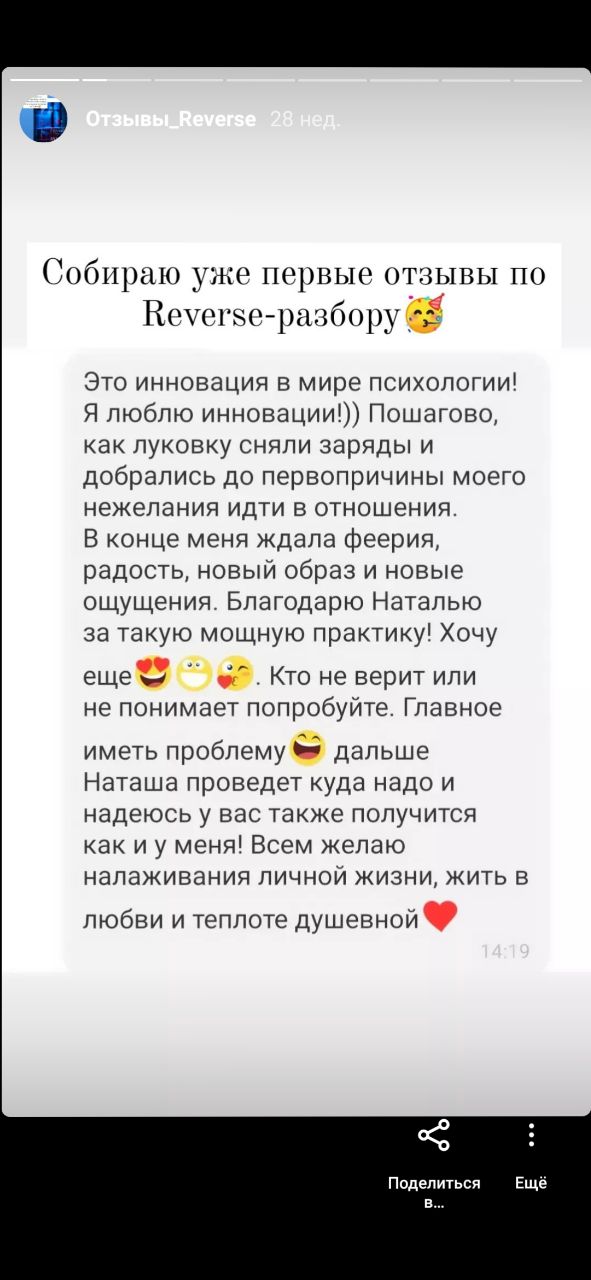 Отзывы_Reverse 28 нед.
Собираю уже первые отзывы по
Reverse-разбору🥳
Это инновация в мире психологии!
Я люблю инновации!)) Пошагово,
как луковку сняли заряды и
добрались до первопричины моего
нежелания идти в отношения.
В конце меня ждала феерия,
радость, новый образ и новые
ощущения. Благодарю Наталью
за такую мощную практику! Хочу
еще😍😁😘. Кто не верит или
не понимает попробуйте. Главное
иметь проблему😄 дальше
Наташа проведет куда надо и
надеюсь у вас также получится
как и у меня! Всем желаю
налаживания личной жизни, жить в
любви и теплоте душевной❤️
14:19
Поделиться Ещё
в...